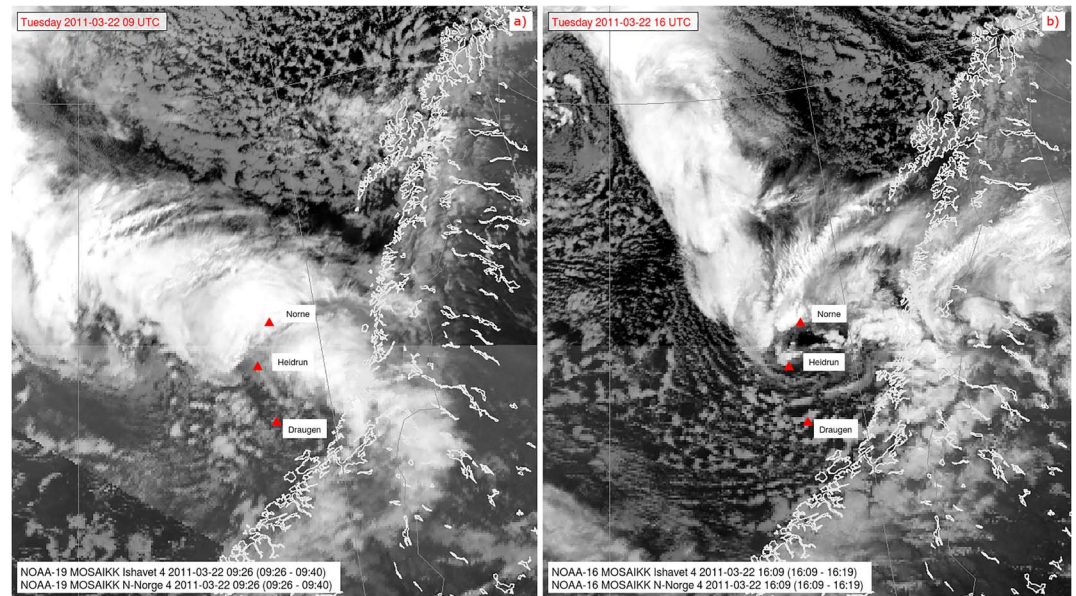 Tuesday 2011-03-22 09 UTC
a)
Norne
Heidrun
Draugen
NOAA-19 MOSAIKK Ishavet 4 2011-03-22 09:26 (09:26 - 09:40)
NOAA-19 MOSAIKK N-Norge 4 2011-03-22 09:26 (09:26 - 09:40)
Tuesday 2011-03-22 16 UTC
b)
Norne
Heidrun
Draugen
NOAA-16 MOSAIKK Ishavet 4 2011-03-22 16:09 (16:09 - 16:19)
NOAA-16 MOSAIKK N-Norge 4 2011-03-22 16:09 (16:09 - 16:19)